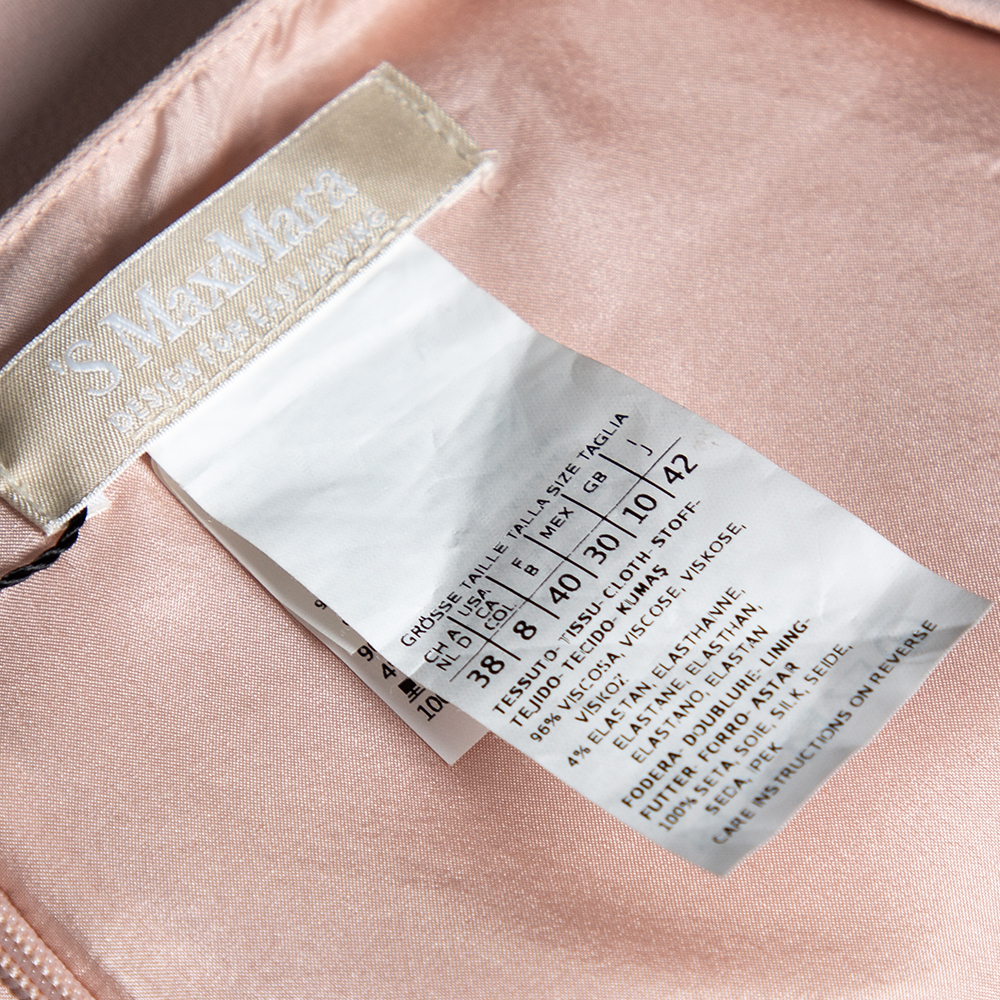 'S MaxMara
DESIGN FOR EASY LIVING
GRÖSSE TAILLE TALLA SIZE TAGLIA
CH A USA F MEX GB J
NL D CA B
COL
38 8 40 30 10 42
TESSUTO-TISSU-CLOTH-STOFF-
TEJIDO-TECIDO-KUMAŞ
96% VISCOSA, VISCOSE, VISKOSE,
VISKOZ
4% ELASTAN, ELASTHANNE,
ELASTANE, ELASTHAN,
ELASTANO, ELASTAN
FODERA-DOUBLURE-LINING-
FUTTER-FORRO-ASTAR
100% SETA, SOIE, SILK, SEIDE,
SEDA, IPEK
CARE INSTRUCTIONS ON REVERSE